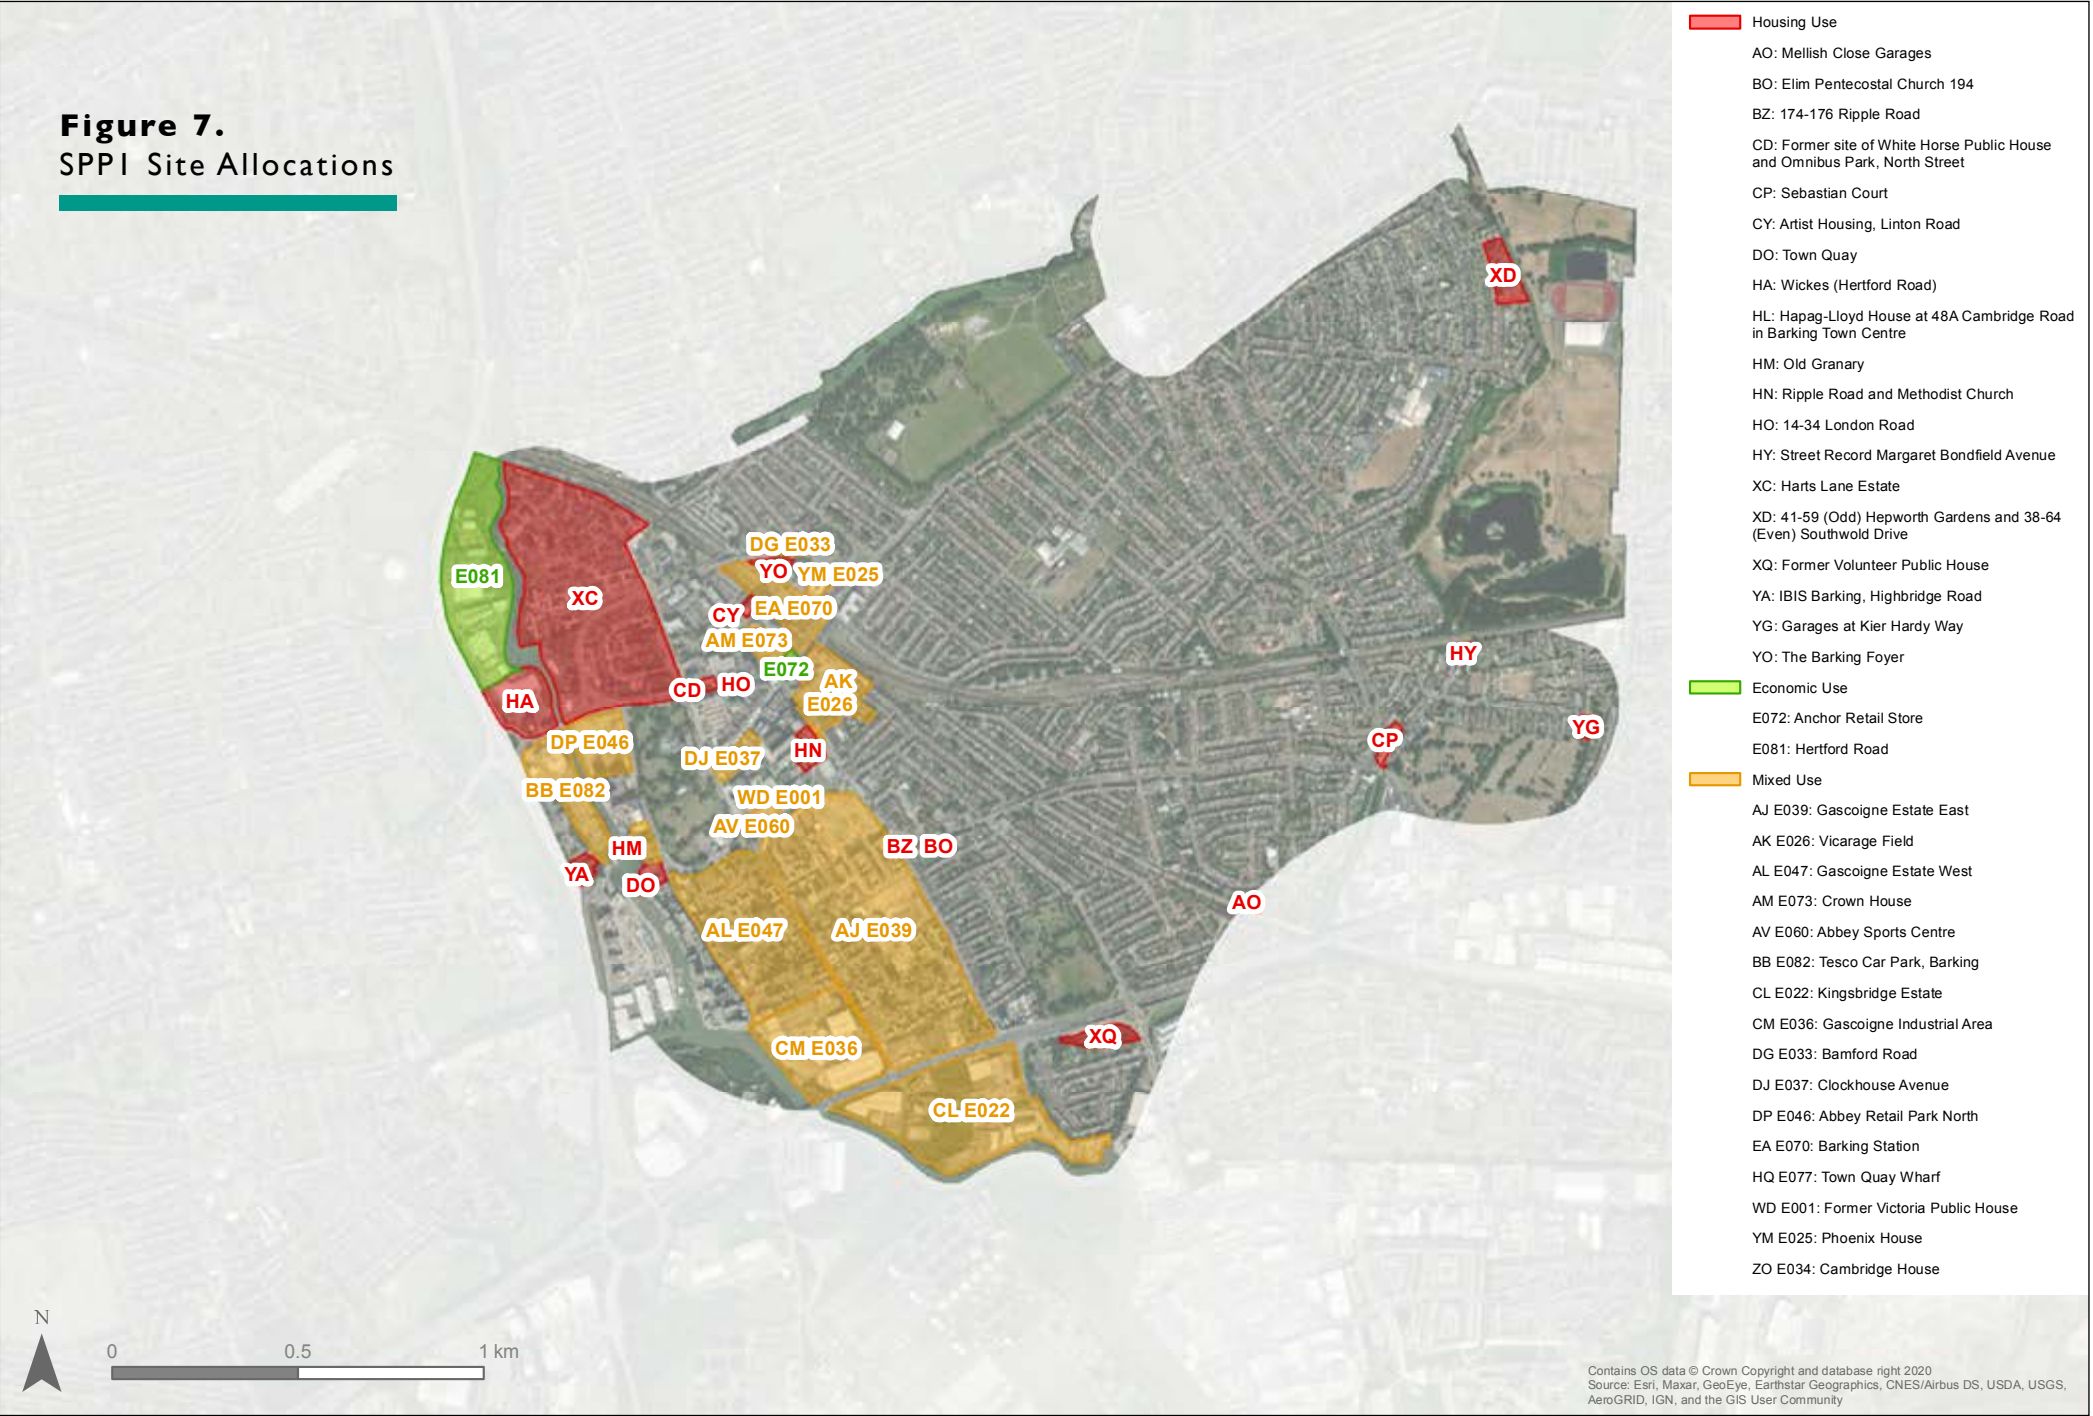 Figure 7.
SPP1 Site Allocations
XD
E081
XC
DG E033
YO
YM E025
CY
EA E070
AM E073
E072
HY
AK
E026
CD
HO
HA
DP E046
DJ E037
HN
CP
YG
BB E082
WD E001
AV E060
HM
BZ
BO
YA
DO
AO
AL E047
AJ E039
XQ
CM E036
CL E022
N
0
0.5
1 km
Housing Use
AO: Mellish Close Garages
BO: Elim Pentecostal Church 194
BZ: 174-176 Ripple Road
CD: Former site of White Horse Public House
and Omnibus Park, North Street
CP: Sebastian Court
CY: Artist Housing, Linton Road
DO: Town Quay
HA: Wickes (Hertford Road)
HL: Hapag-Lloyd House at 48A Cambridge Road
in Barking Town Centre
HM: Old Granary
HN: Ripple Road and Methodist Church
HO: 14-34 London Road
HY: Street Record Margaret Bondfield Avenue
XC: Harts Lane Estate
XD: 41-59 (Odd) Hepworth Gardens and 38-64
(Even) Southwold Drive
XQ: Former Volunteer Public House
YA: IBIS Barking, Highbridge Road
YG: Garages at Kier Hardy Way
YO: The Barking Foyer
Economic Use
E072: Anchor Retail Store
E081: Hertford Road
Mixed Use
AJ E039: Gascoigne Estate East
AK E026: Vicarage Field
AL E047: Gascoigne Estate West
AM E073: Crown House
AV E060: Abbey Sports Centre
BB E082: Tesco Car Park, Barking
CL E022: Kingsbridge Estate
CM E036: Gascoigne Industrial Area
DG E033: Bamford Road
DJ E037: Clockhouse Avenue
DP E046: Abbey Retail Park North
EA E070: Barking Station
HQ E077: Town Quay Wharf
WD E001: Former Victoria Public House
YM E025: Phoenix House
ZO E034: Cambridge House
Contains OS data © Crown Copyright and database right 2020
Source: Esri, Maxar, GeoEye, Earthstar Geographics, CNES/Airbus DS, USDA, USGS,
AeroGRID, IGN, and the GIS User Community